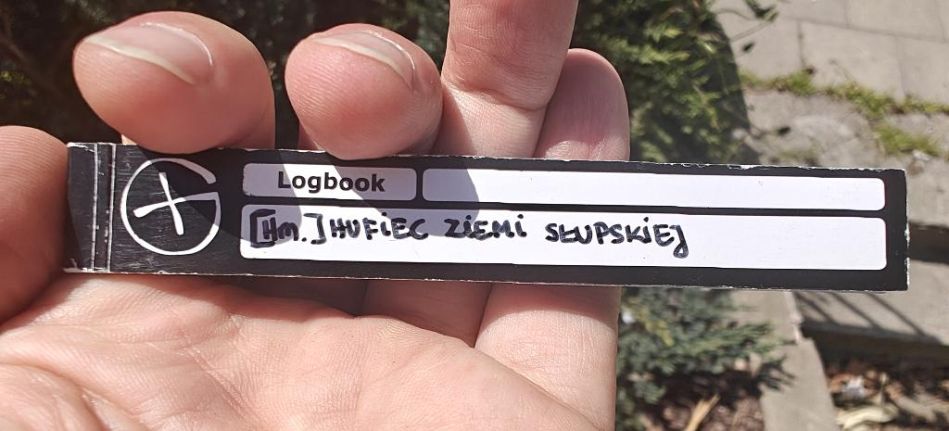 Logbook
[Hm.] HUFiEC ZiEMi SŁUPSKiEJ